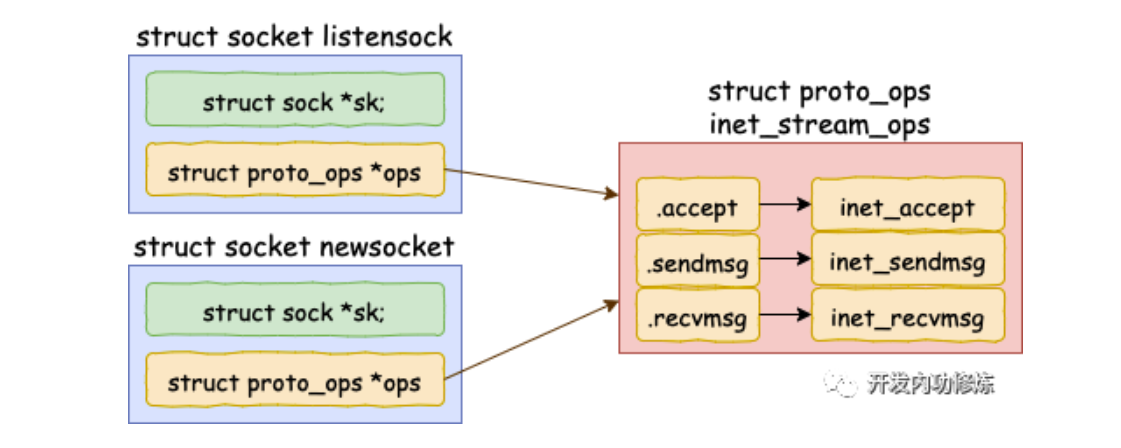 struct socket listensock
struct sock *sk;
struct proto_ops *ops
struct socket newsocket
struct sock *sk;
struct proto_ops *ops
struct proto_ops
inet_stream_ops
.accept
inet_accept
.sendmsg
inet_sendmsg
.recvmsg
inet_recvmsg
开发内功修炼